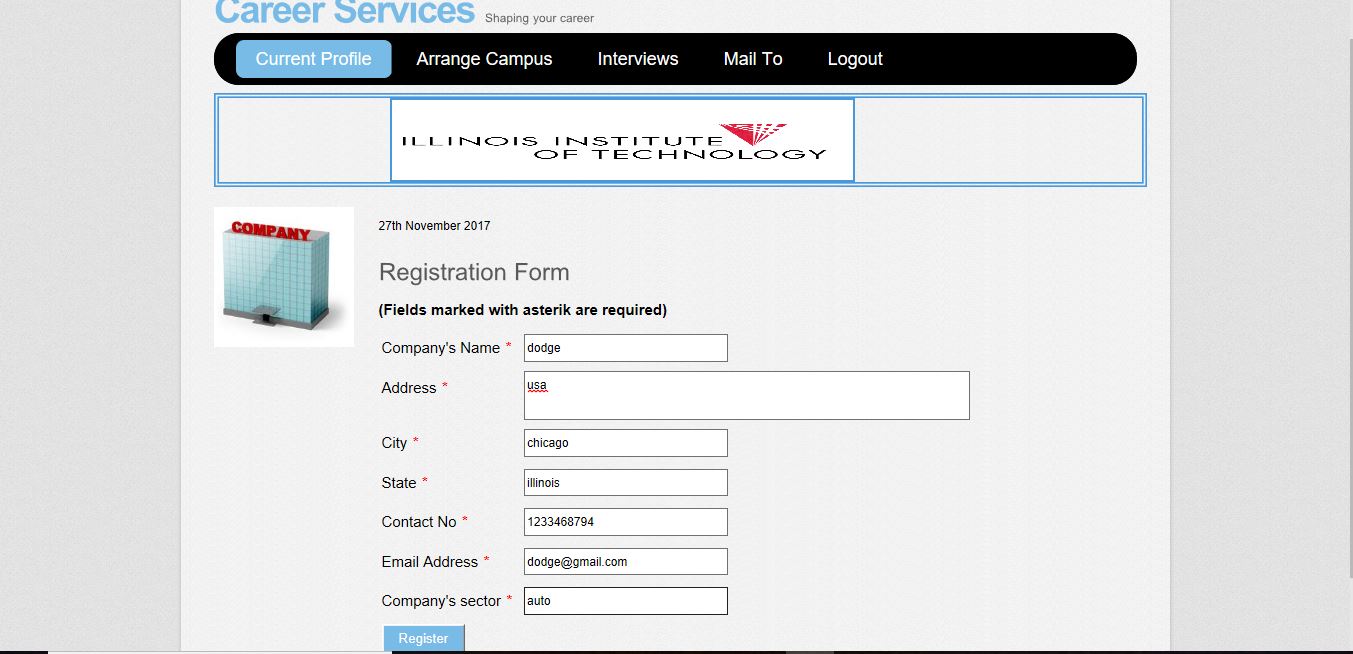 Career Services Shaping your career
Current Profile Arrange Campus Interviews Mail To Logout
ILLINOIS INSTITUTE
OF TECHNOLOGY
COMPANY
27th November 2017
Registration Form
(Fields marked with asterik are required)
Company's Name * dodge
Address * usa
City * chicago
State * illinois
Contact No * 1233468794
Email Address * dodge@gmail.com
Company's sector * auto
Register